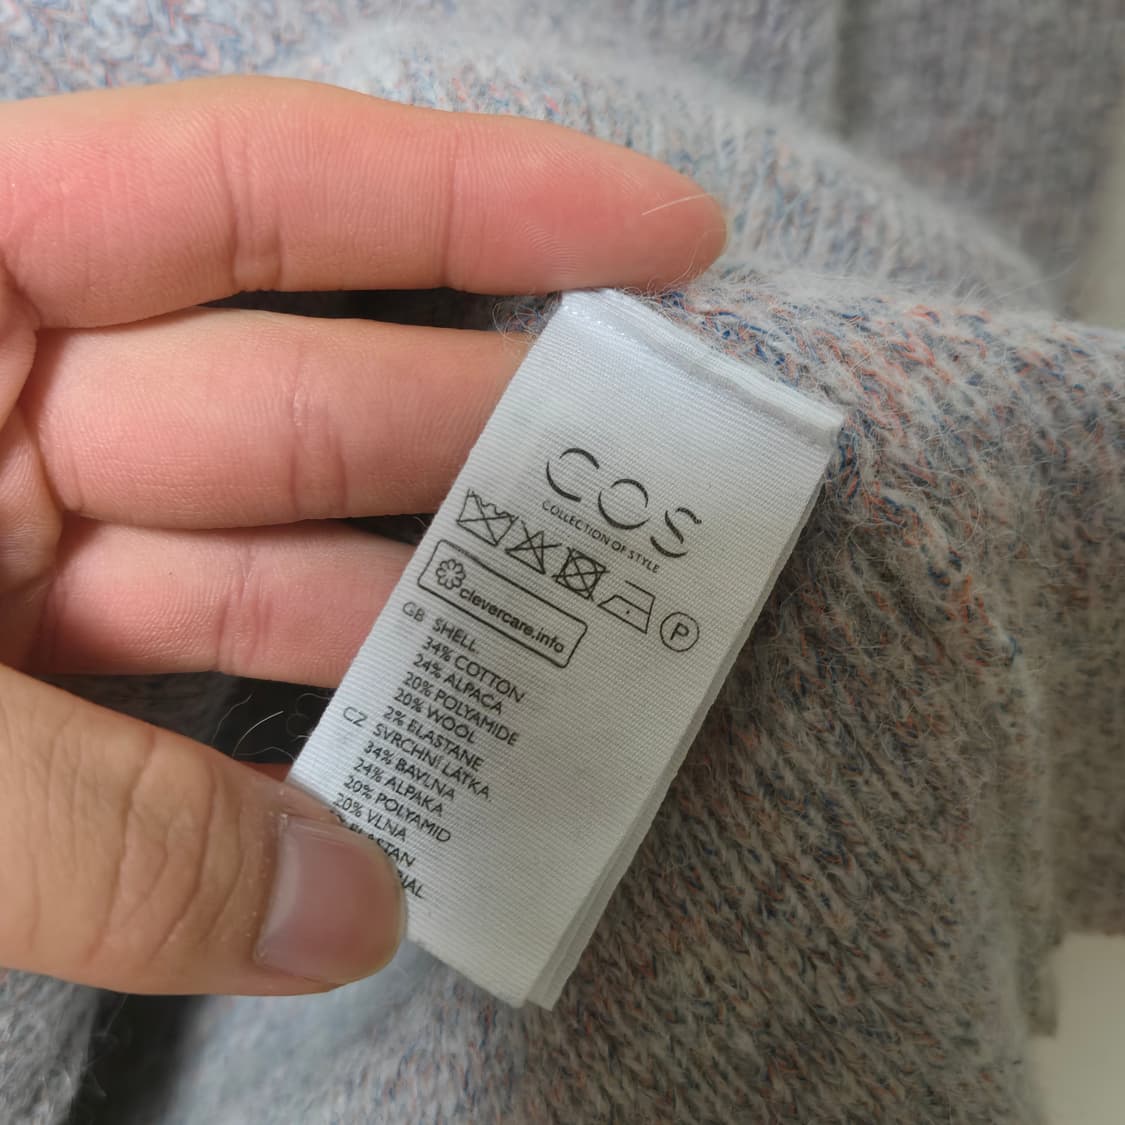 COS
COLLECTION OF STYLE
P
clevercare.info
GB SHELL
34% COTTON
24% ALPACA
20% POLYAMIDE
20% WOOL
2% ELASTANE
CZ SVRCHNÍ LÁTKA
34% BAVLNA
24% ALPAKA
20% POLYAMID
20% VLNA